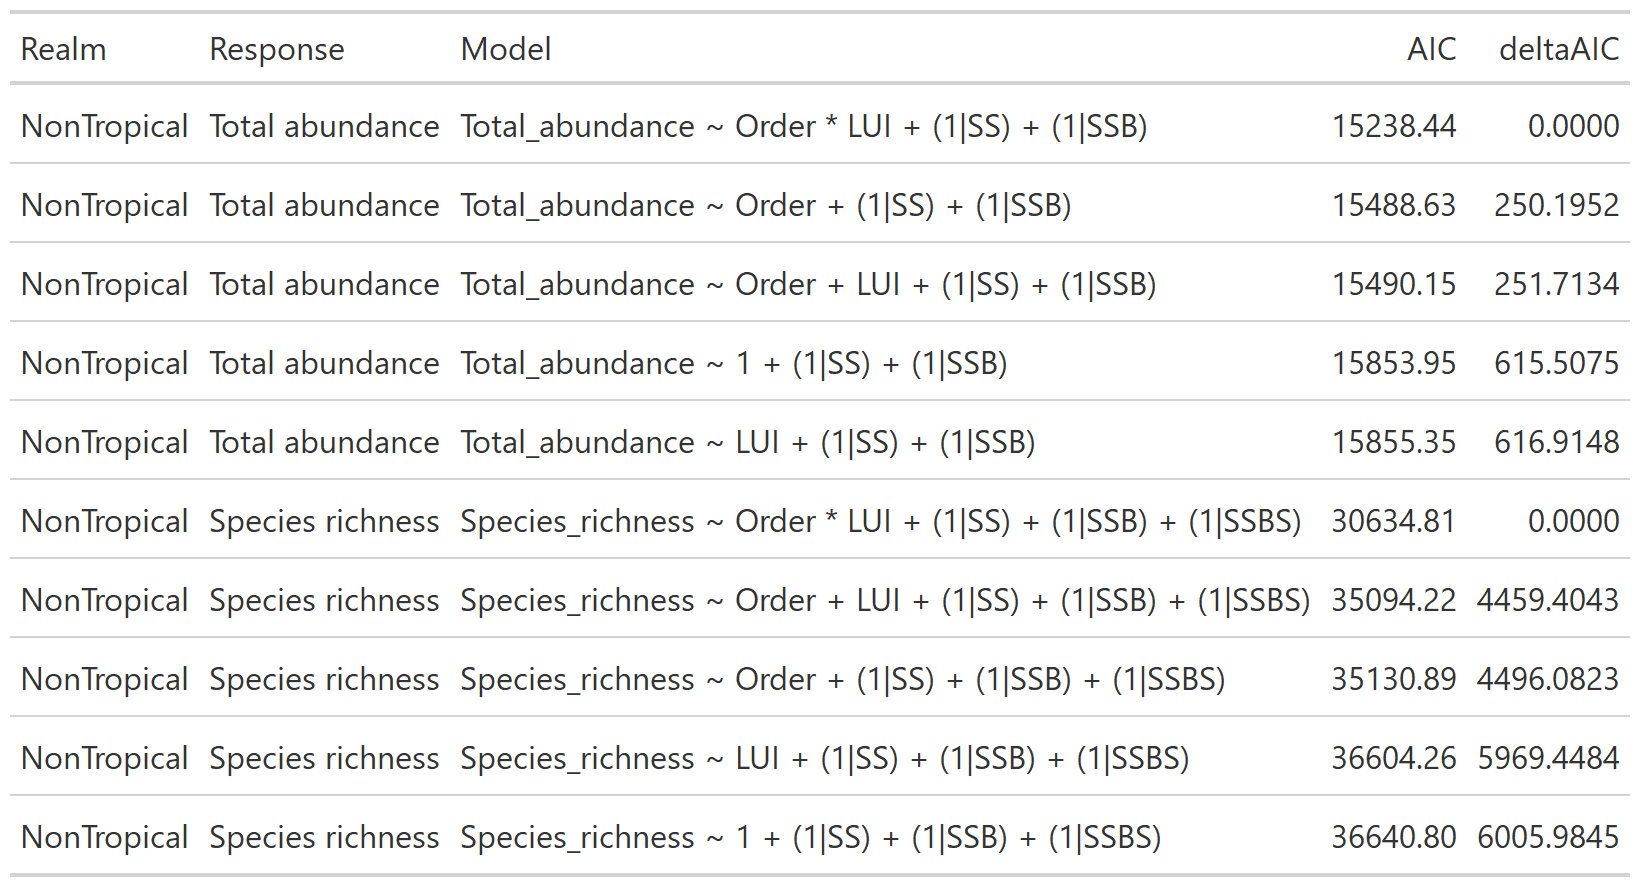 Realm Response Model AIC deltaAIC
NonTropical Total abundance Total_abundance ~ Order * LUI + (1|SS) + (1|SSB) 15238.44 0.0000
NonTropical Total abundance Total_abundance ~ Order + (1|SS) + (1|SSB) 15488.63 250.1952
NonTropical Total abundance Total_abundance ~ Order + LUI + (1|SS) + (1|SSB) 15490.15 251.7134
NonTropical Total abundance Total_abundance ~ 1 + (1|SS) + (1|SSB) 15853.95 615.5075
NonTropical Total abundance Total_abundance ~ LUI + (1|SS) + (1|SSB) 15855.35 616.9148
NonTropical Species richness Species_richness ~ Order * LUI + (1|SS) + (1|SSB) + (1|SSBS) 30634.81 0.0000
NonTropical Species richness Species_richness ~ Order + LUI + (1|SS) + (1|SSB) + (1|SSBS) 35094.22 4459.4043
NonTropical Species richness Species_richness ~ Order + (1|SS) + (1|SSB) + (1|SSBS) 35130.89 4496.0823
NonTropical Species richness Species_richness ~ LUI + (1|SS) + (1|SSB) + (1|SSBS) 36604.26 5969.4484
NonTropical Species richness Species_richness ~ 1 + (1|SS) + (1|SSB) + (1|SSBS) 36640.80 6005.9845